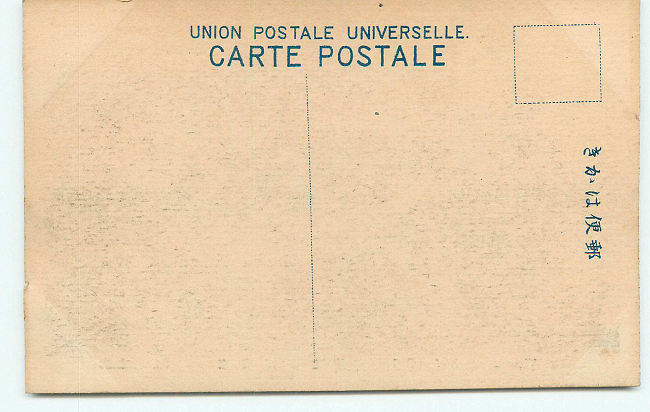 UNION POSTALE UNIVERSELLE.
CARTE POSTALE
郵便はかき